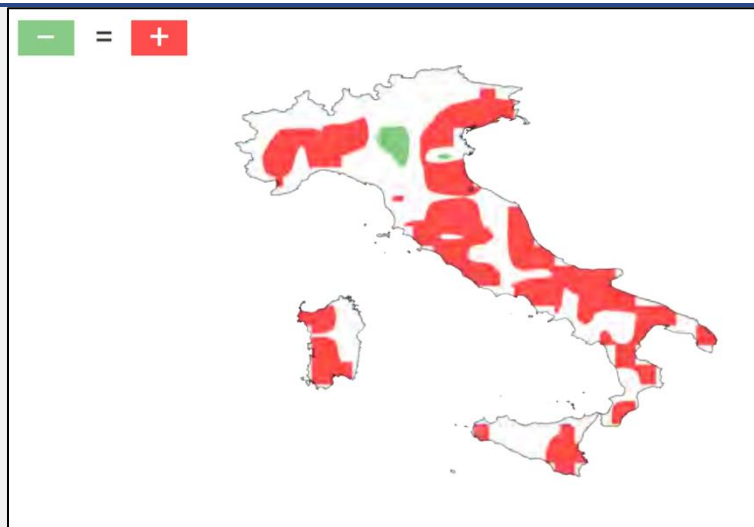 − = +